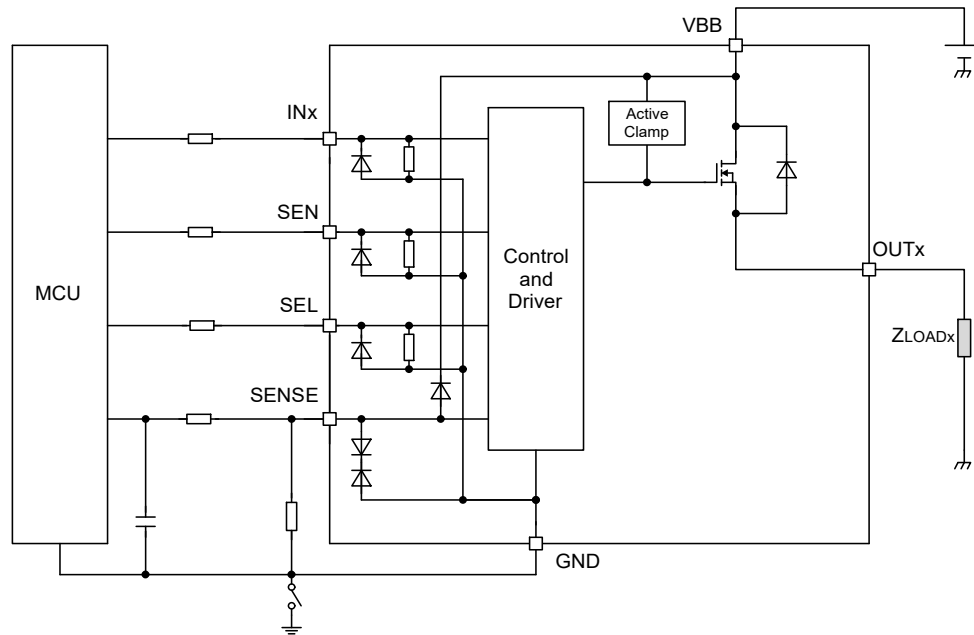 VBB
INx
Active
Clamp
SEN
OUTx
Control
and
Driver
MCU
SEL
ZLOADx
SENSE
GND